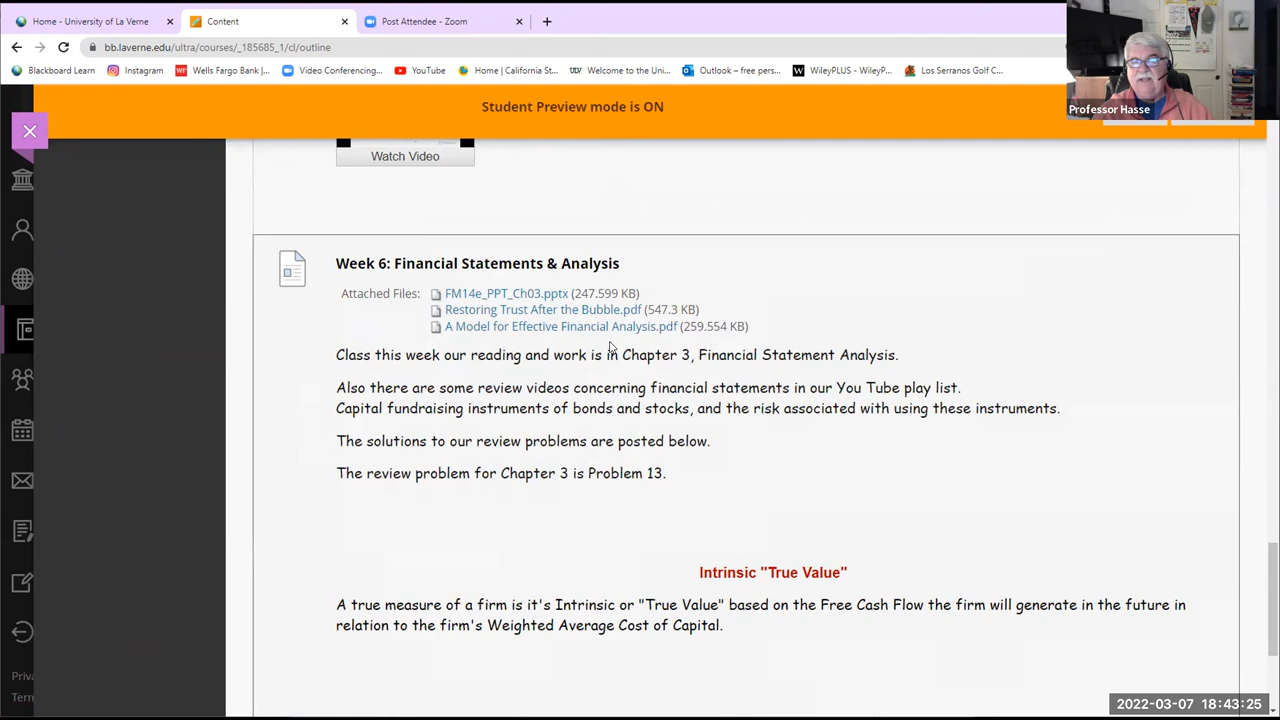 Home - University of La Verne
Content
Post Attendee - Zoom
bb.laverne.edu/ultra/courses/_185685_1/cl/outline
Blackboard Learn
Instagram
Wells Fargo Bank |...
Video Conferencing...
YouTube
Home | California St...
Welcome to the Uni...
Outlook – free pers...
WileyPLUS - WileyP...
Los Serranos Golf C...
Professor Hasse
Student Preview mode is ON
Watch Video
Week 6: Financial Statements & Analysis
Attached Files: FM14e_PPT_Ch03.pptx (247.599 KB)
Restoring Trust After the Bubble.pdf (547.3 KB)
A Model for Effective Financial Analysis.pdf (259.554 KB)
Class this week our reading and work is in Chapter 3, Financial Statement Analysis.
Also there are some review videos concerning financial statements in our You Tube play list.
Capital fundraising instruments of bonds and stocks, and the risk associated with using these instruments.
The solutions to our review problems are posted below.
The review problem for Chapter 3 is Problem 13.
Intrinsic "True Value"
A true measure of a firm is it's Intrinsic or "True Value" based on the Free Cash Flow the firm will generate in the future in
relation to the firm's Weighted Average Cost of Capital.
Priva
Term
2022-03-07 18:43:25